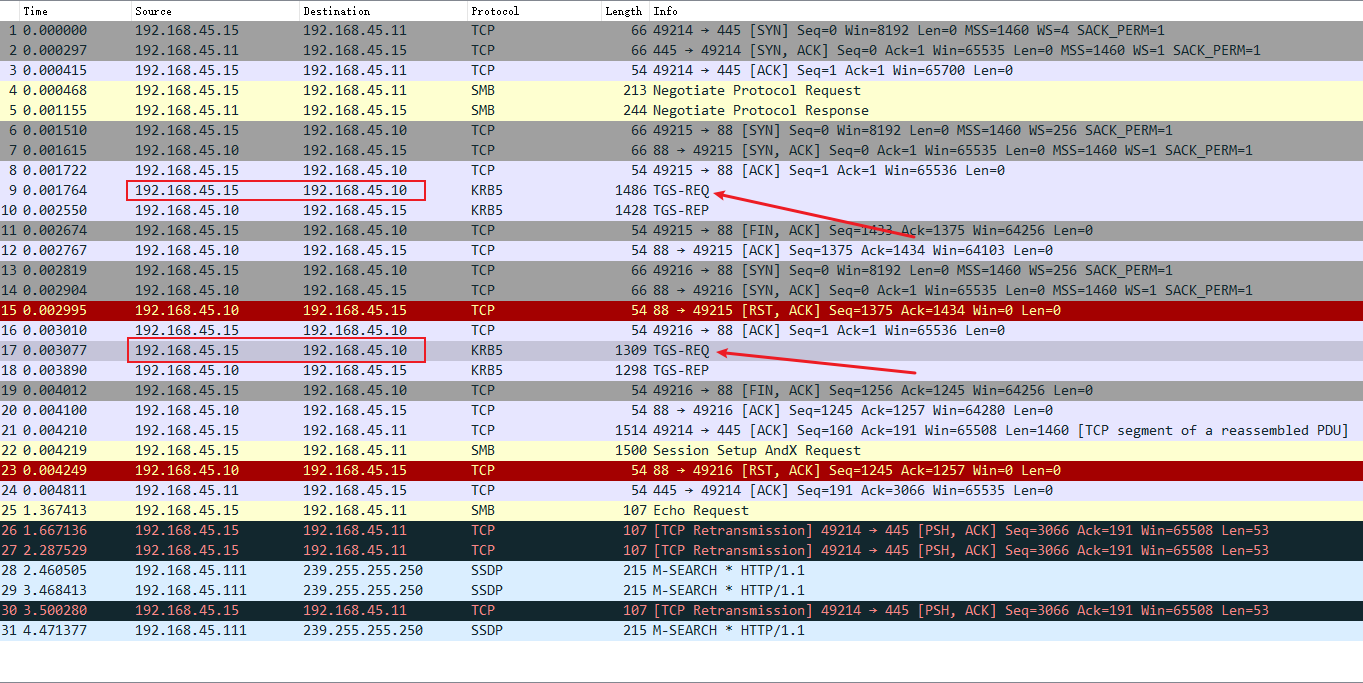 Time Source Destination Protocol Length Info
1 0.000000 192.168.45.15 192.168.45.11 TCP 66 49214 → 445 [SYN] Seq=0 Win=8192 Len=0 MSS=1460 WS=4 SACK_PERM=1
2 0.000297 192.168.45.11 192.168.45.15 TCP 66 445 → 49214 [SYN, ACK] Seq=0 Ack=1 Win=65535 Len=0 MSS=1460 WS=1 SACK_PERM=1
3 0.000415 192.168.45.15 192.168.45.11 TCP 54 49214 → 445 [ACK] Seq=1 Ack=1 Win=65700 Len=0
4 0.000468 192.168.45.15 192.168.45.11 SMB 213 Negotiate Protocol Request
5 0.001155 192.168.45.11 192.168.45.15 SMB 244 Negotiate Protocol Response
6 0.001510 192.168.45.15 192.168.45.10 TCP 66 49215 → 88 [SYN] Seq=0 Win=8192 Len=0 MSS=1460 WS=256 SACK_PERM=1
7 0.001615 192.168.45.10 192.168.45.15 TCP 66 88 → 49215 [SYN, ACK] Seq=0 Ack=1 Win=65535 Len=0 MSS=1460 WS=1 SACK_PERM=1
8 0.001722 192.168.45.15 192.168.45.10 TCP 54 49215 → 88 [ACK] Seq=1 Ack=1 Win=65536 Len=0
9 0.001764 192.168.45.15 192.168.45.10 KRB5 1486 TGS-REQ
10 0.002550 192.168.45.10 192.168.45.15 KRB5 1428 TGS-REP
11 0.002674 192.168.45.15 192.168.45.10 TCP 54 49215 → 88 [FIN, ACK] Seq=1433 Ack=1375 Win=64256 Len=0
12 0.002767 192.168.45.10 192.168.45.15 TCP 54 88 → 49215 [ACK] Seq=1375 Ack=1434 Win=64103 Len=0
13 0.002819 192.168.45.15 192.168.45.10 TCP 66 49216 → 88 [SYN] Seq=0 Win=8192 Len=0 MSS=1460 WS=256 SACK_PERM=1
14 0.002904 192.168.45.10 192.168.45.15 TCP 66 88 → 49216 [SYN, ACK] Seq=0 Ack=1 Win=65535 Len=0 MSS=1460 WS=1 SACK_PERM=1
15 0.002995 192.168.45.10 192.168.45.15 TCP 54 88 → 49215 [RST, ACK] Seq=1375 Ack=1434 Win=0 Len=0
16 0.003010 192.168.45.15 192.168.45.10 TCP 54 49216 → 88 [ACK] Seq=1 Ack=1 Win=65536 Len=0
17 0.003077 192.168.45.15 192.168.45.10 KRB5 1309 TGS-REQ
18 0.003890 192.168.45.10 192.168.45.15 KRB5 1298 TGS-REP
19 0.004012 192.168.45.15 192.168.45.10 TCP 54 49216 → 88 [FIN, ACK] Seq=1256 Ack=1245 Win=64256 Len=0
20 0.004100 192.168.45.10 192.168.45.15 TCP 54 88 → 49216 [ACK] Seq=1245 Ack=1257 Win=64280 Len=0
21 0.004210 192.168.45.15 192.168.45.11 TCP 1514 49214 → 445 [ACK] Seq=160 Ack=191 Win=65508 Len=1460 [TCP segment of a reassembled PDU]
22 0.004219 192.168.45.15 192.168.45.11 SMB 1500 Session Setup AndX Request
23 0.004249 192.168.45.10 192.168.45.15 TCP 54 88 → 49216 [RST, ACK] Seq=1245 Ack=1257 Win=0 Len=0
24 0.004811 192.168.45.11 192.168.45.15 TCP 54 445 → 49214 [ACK] Seq=191 Ack=3066 Win=65535 Len=0
25 1.367413 192.168.45.15 192.168.45.11 SMB 107 Echo Request
26 1.667136 192.168.45.15 192.168.45.11 TCP 107 [TCP Retransmission] 49214 → 445 [PSH, ACK] Seq=3066 Ack=191 Win=65508 Len=53
27 2.287529 192.168.45.15 192.168.45.11 TCP 107 [TCP Retransmission] 49214 → 445 [PSH, ACK] Seq=3066 Ack=191 Win=65508 Len=53
28 2.460505 192.168.45.111 239.255.255.250 SSDP 215 M-SEARCH * HTTP/1.1
29 3.468413 192.168.45.111 239.255.255.250 SSDP 215 M-SEARCH * HTTP/1.1
30 3.500280 192.168.45.15 192.168.45.11 TCP 107 [TCP Retransmission] 49214 → 445 [PSH, ACK] Seq=3066 Ack=191 Win=65508 Len=53
31 4.471377 192.168.45.111 239.255.255.250 SSDP 215 M-SEARCH * HTTP/1.1